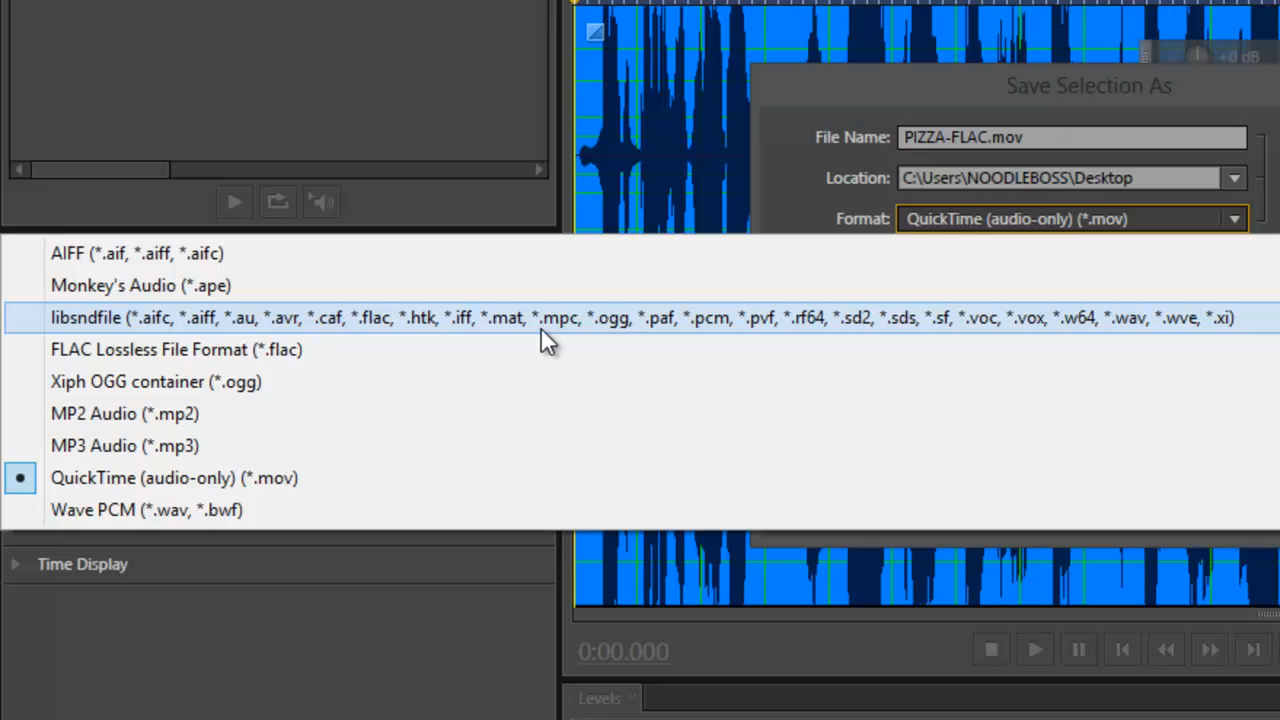 +0 dB
Save Selection As
File Name: PIZZA-FLAC.mov
Location: C:\Users\NOODLEBOSS\Desktop
Format: QuickTime (audio-only) (*.mov)
AIFF (*.aif, *.aiff, *.aifc)
Monkey's Audio (*.ape)
libsndfile (*.aifc, *.aiff, *.au, *.avr, *.caf, *.flac, *.htk, *.iff, *.mat, *.mpc, *.ogg, *.paf, *.pcm, *.pvf, *.rf64, *.sd2, *.sds, *.sf, *.voc, *.vox, *.w64, *.wav, *.wve, *.xi)
FLAC Lossless File Format (*.flac)
Xiph OGG container (*.ogg)
MP2 Audio (*.mp2)
MP3 Audio (*.mp3)
QuickTime (audio-only) (*.mov)
Wave PCM (*.wav, *.bwf)
Time Display
0:00.000
Levels